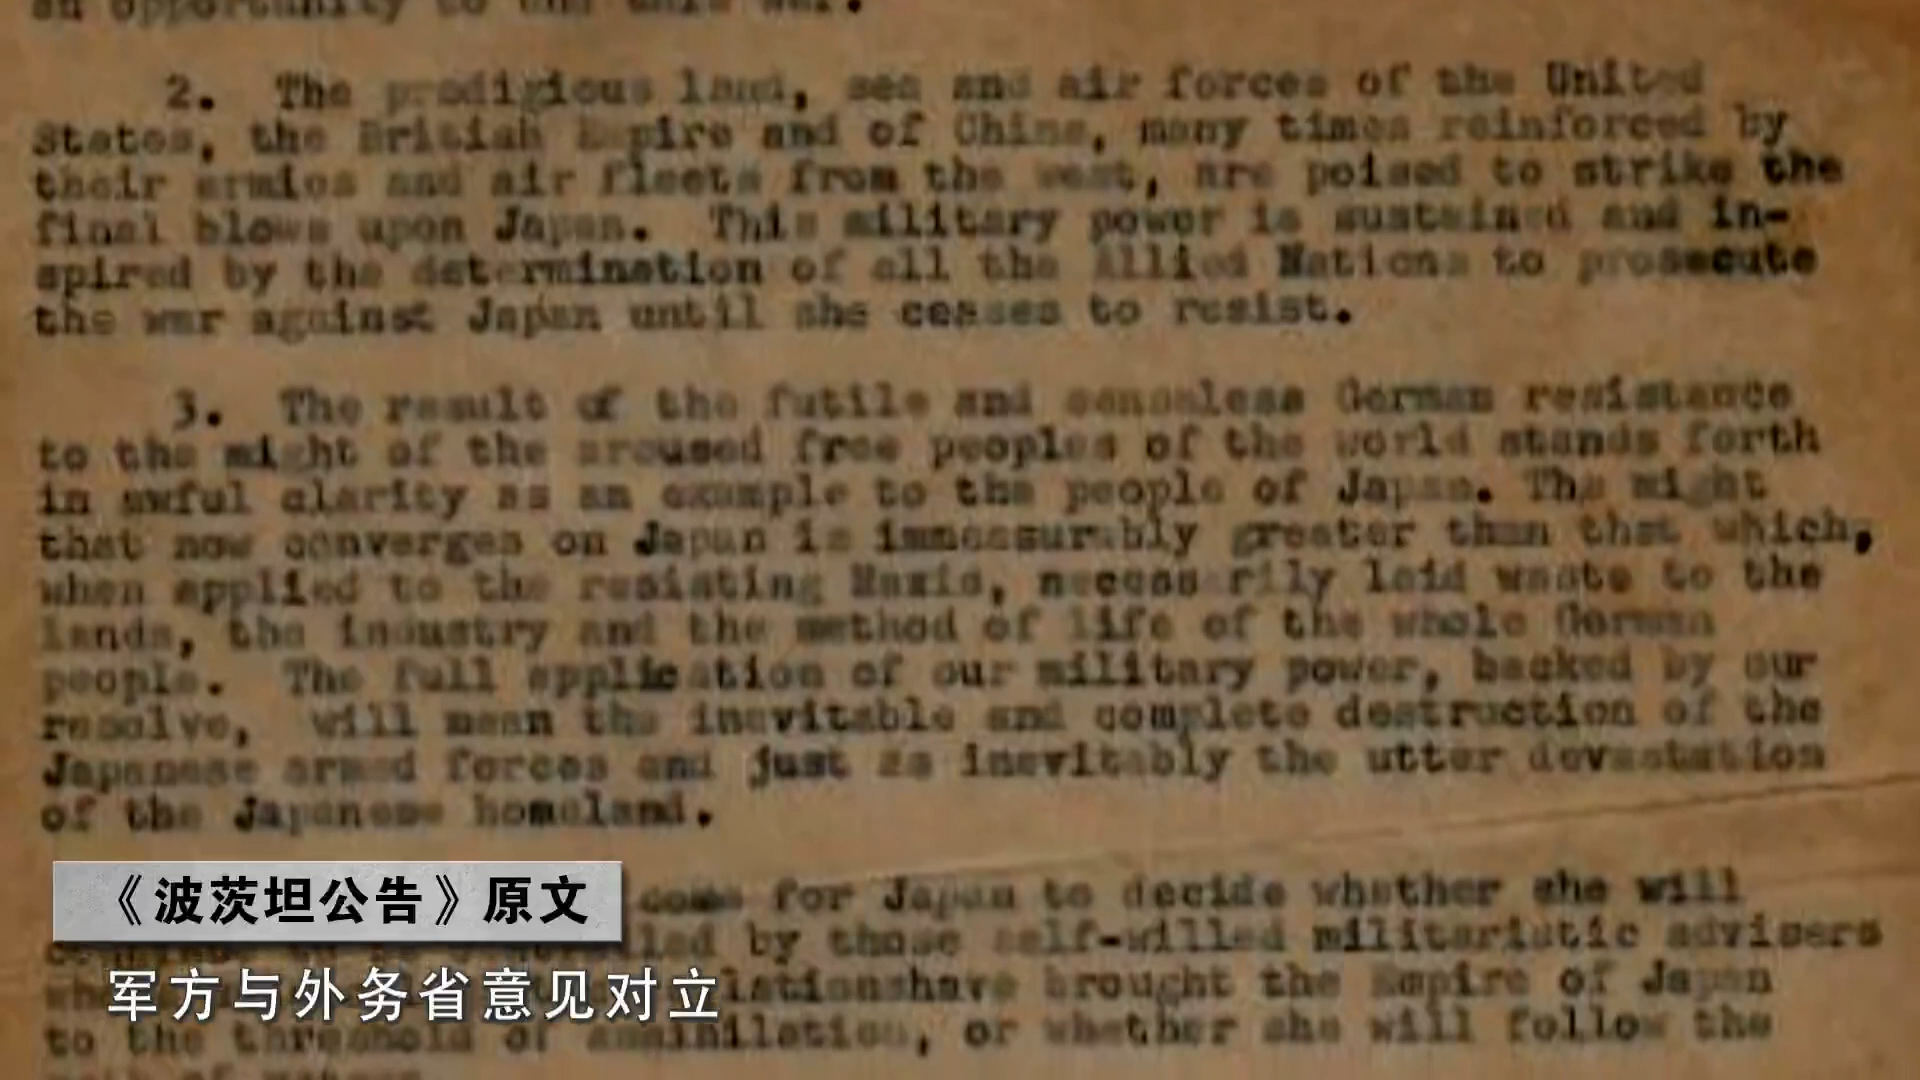 an opportunity to end this war.
2. The prodigious land, sea and air forces of the United
States, the British Empire and of China, many times reinforced by
their armies and air fleets from the west, are poised to strike the
final blows upon Japan. This military power is sustained and in-
spired by the determination of all the Allied Nations to prosecute
the war against Japan until she ceases to resist.
3. The result of the futile and senseless German resistance
to the might of the aroused free peoples of the world stands forth
in awful clarity as an example to the people of Japan. The might
that now converges on Japan is immeasurably greater than that which,
when applied to the resisting Nazis, necessarily laid waste to the
lands, the industry and the method of life of the whole German
people. The full application of our military power, backed by our
resolve, will mean the inevitable and complete destruction of the
Japanese armed forces and just as inevitably the utter devastation
of the Japanese homeland.
come for Japan to decide whether she will
by those self-willed militaristic advisers
have brought the Empire of Japan
to the threshold of annihilation, or whether she will follow the
《波茨坦公告》原文
军方与外务省意见对立